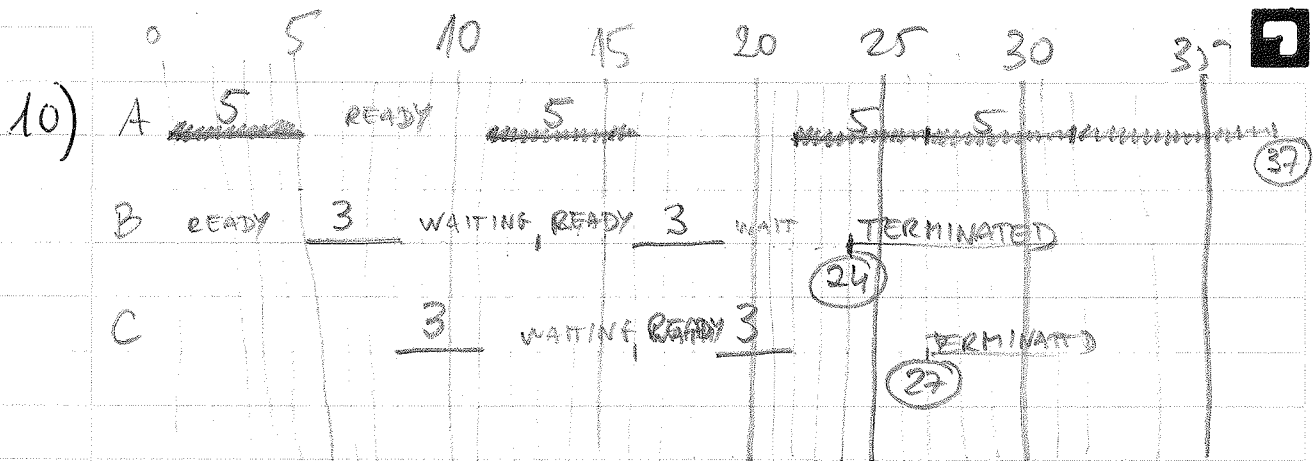 0 5 10 15 20 25 30 35
10) A 5 READY 5 5 5 37
B READY 3 WAITING, READY 3 WAIT TERMINATED
24
C 3 WAITING, READY 3 TERMINATED
27